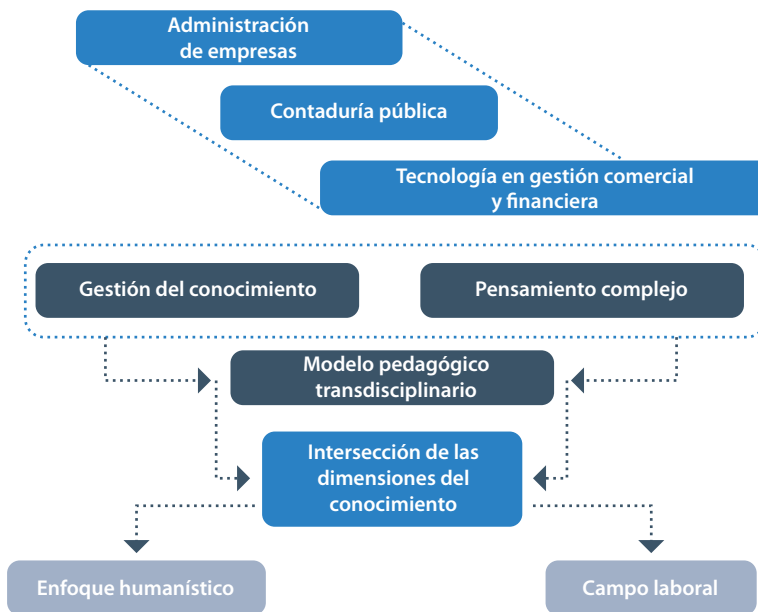 Administración
de empresas
Contaduría pública
Tecnología en gestión comercial
y financiera
Gestión del conocimiento
Pensamiento complejo
Modelo pedagógico
transdisciplinario
Intersección de las
dimensiones del
conocimiento
Enfoque humanístico
Campo laboral